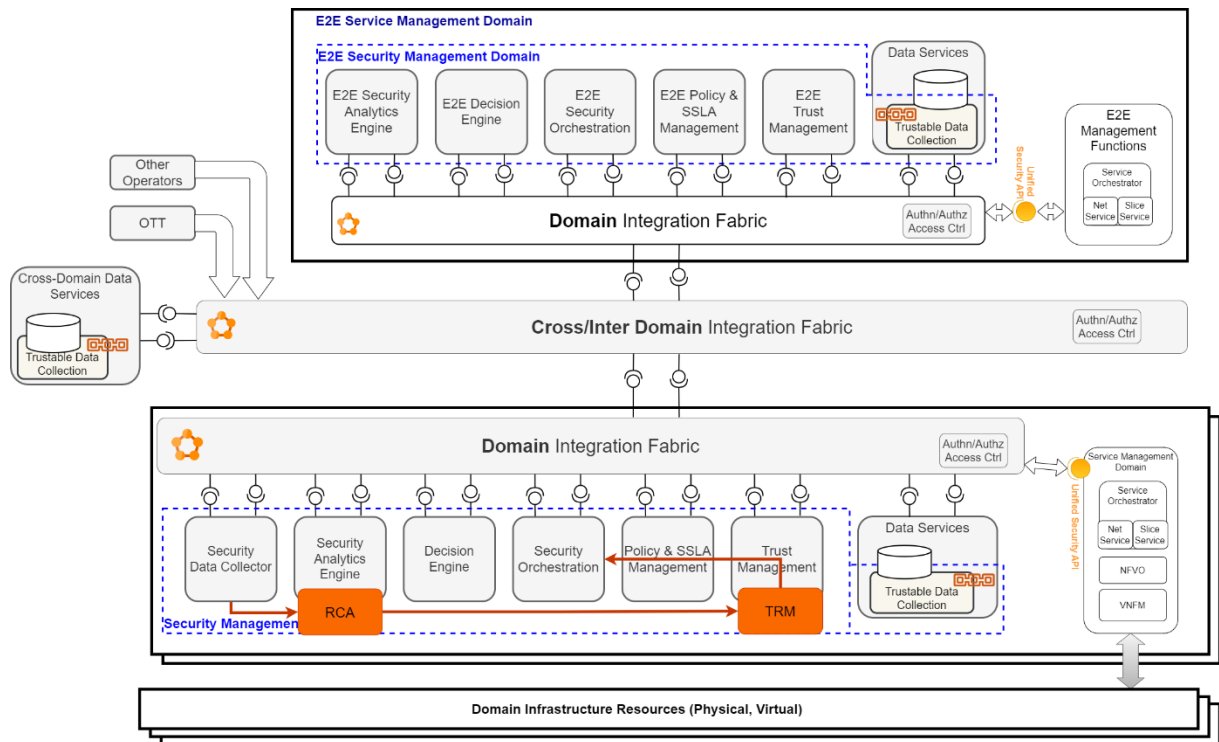 E2E Service Management Domain
E2E Security Management Domain
E2E Security
Analytics
Engine
E2E Decision
Engine
E2E
Security
Orchestration
E2E Policy &
SSLA
Management
E2E
Trust
Management
Data Services
Trustable Data
Collection
Unified
Security API
E2E
Management
Functions
Service
Orchestrator
Net
Service
Slice
Service
Domain Integration Fabric
Authn/Authz
Access Ctrl
Other
Operators
OTT
Cross-Domain Data
Services
Trustable Data
Collection
Cross/Inter Domain Integration Fabric
Authn/Authz
Access Ctrl
Domain Integration Fabric
Authn/Authz
Access Ctrl
Security
Data Collector
Security
Analytics
Engine
Decision
Engine
Security
Orchestration
Policy & SSLA
Management
Trust
Management
Data Services
Trustable Data
Collection
RCA
TRM
Security Management
Unified Security API
Service Management
Domain
Service
Orchestrator
Net
Service
Slice
Service
NFVO
VNFM
Domain Infrastructure Resources (Physical, Virtual)